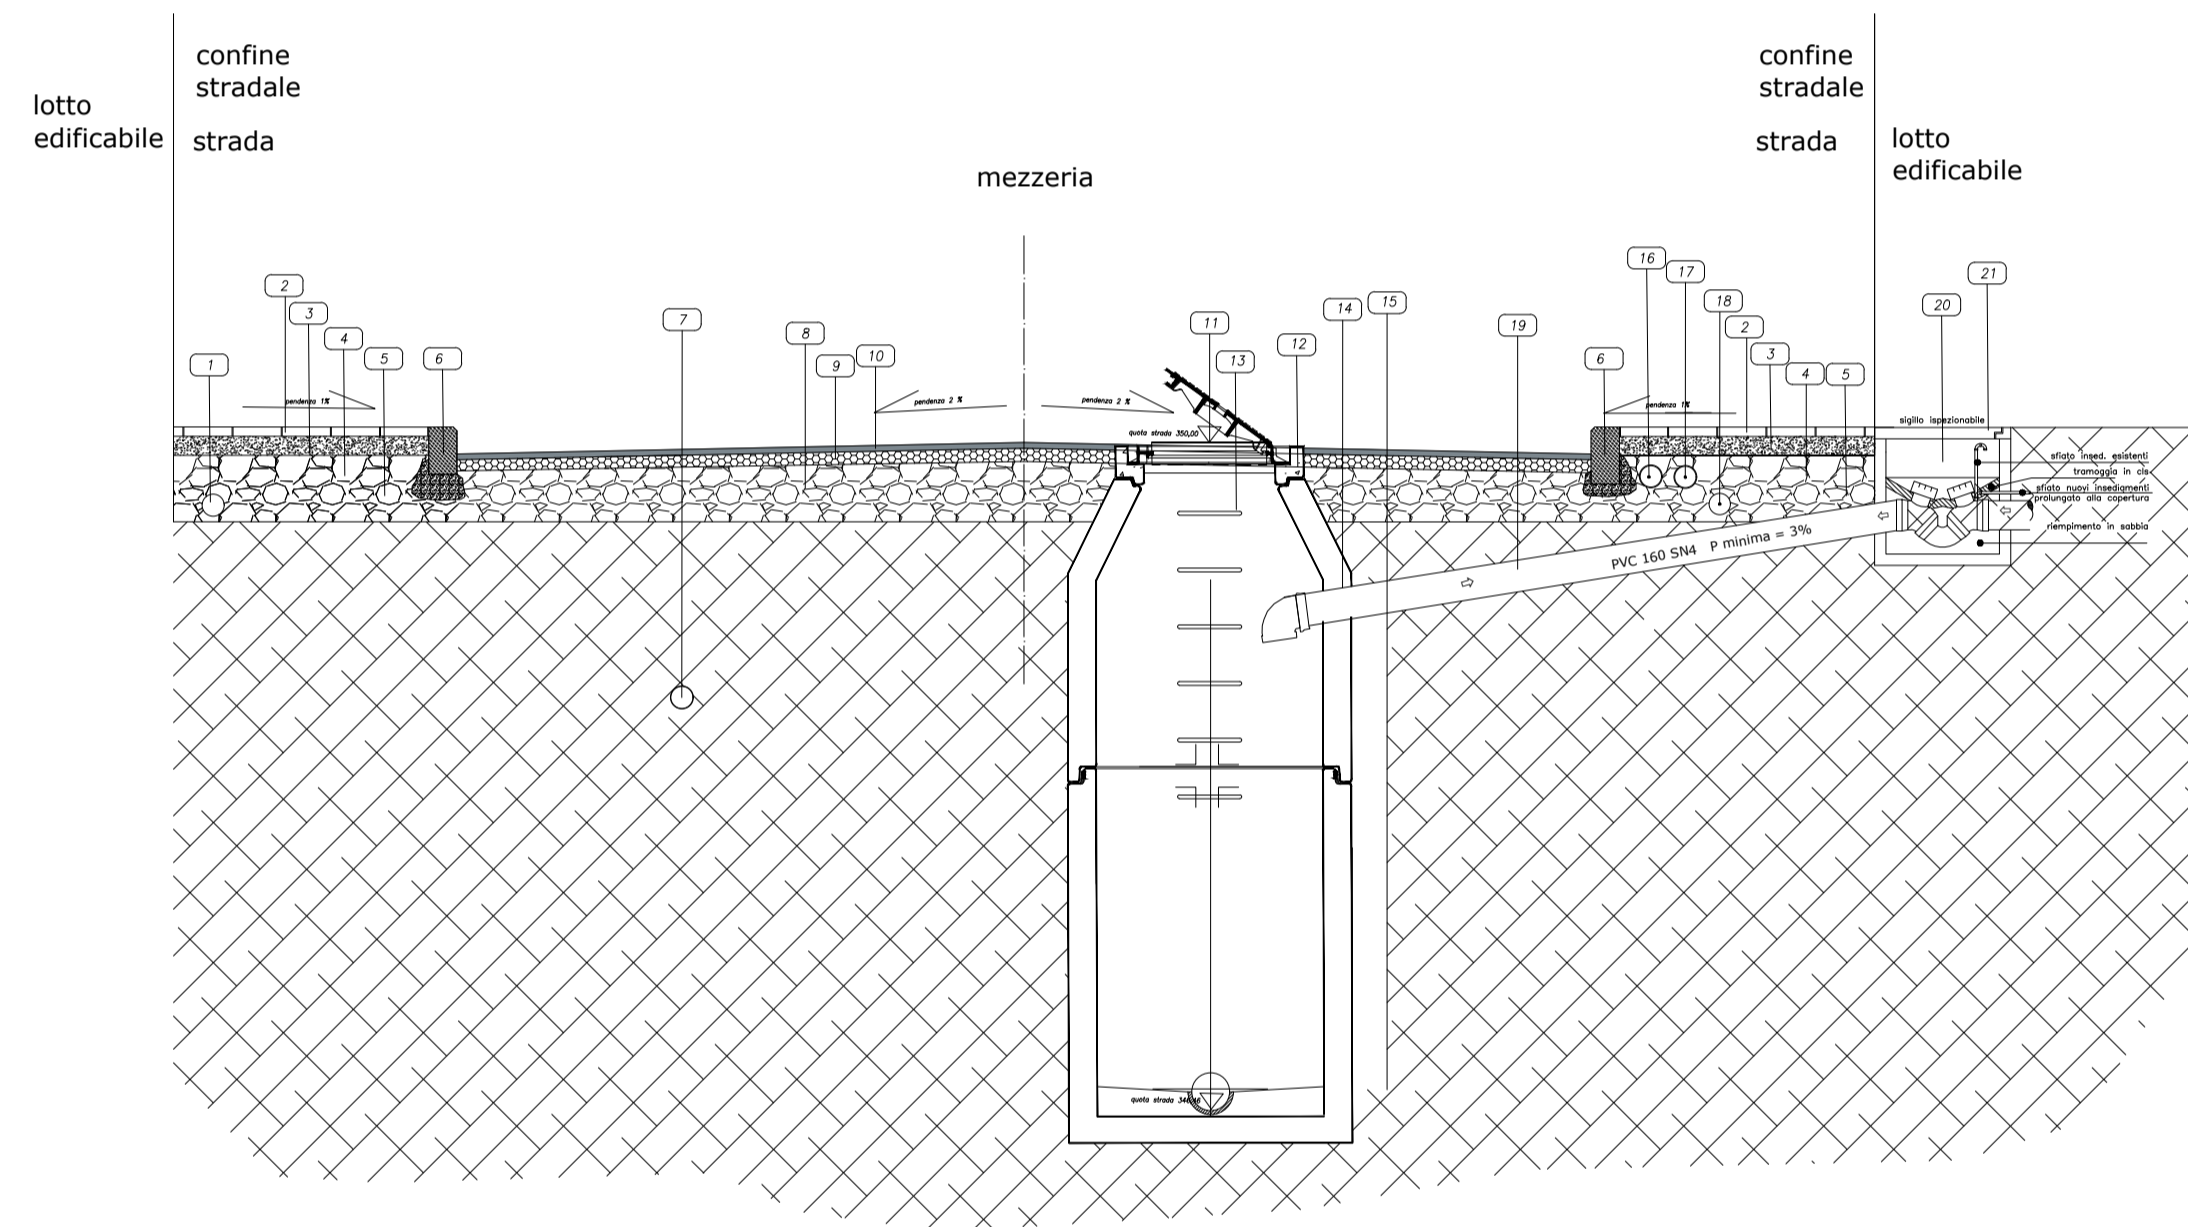 confine
stradale
lotto
edificabile
strada
mezzeria
confine
stradale
strada
lotto
edificabile
2
3
4
1
5
6
7
8
9
10
11
13
12
14
15
19
6
16
17
18
2
3
4
5
20
21
pendenza 1%
pendenza 2 %
pendenza 2 %
quota strada 350,00
pendenza 1%
sigillo ispezionabile
sfiato insed. esistenti
tramoggia in cls
sfiato nuovi insediamenti
prolungato alla copertura
riempimento in sabbia
PVC 160 SN4 P minima = 3%
quota strada